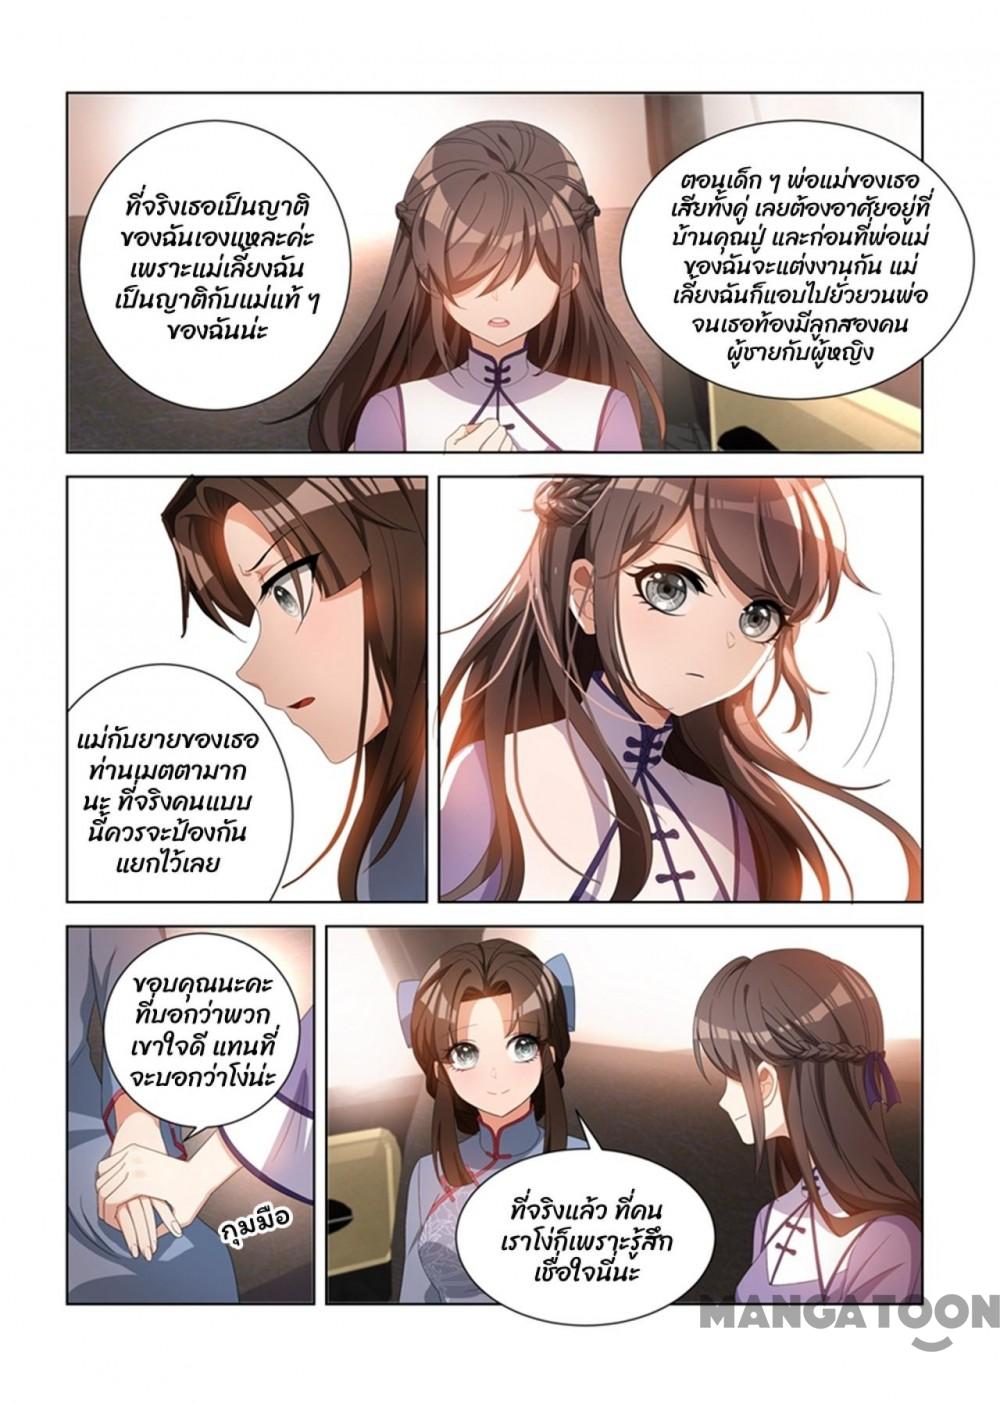 ที่จริงเธอเป็นญาติ
ของฉันเองแหละค่ะ
เพราะแม่เลี้ยงฉัน
เป็นญาติกับแม่แท้ ๆ
ของฉันน่ะ
ตอนเด็ก ๆ พ่อแม่ของเธอ
เสียทั้งคู่ เลยต้องอาศัยอยู่ที่
บ้านคุณปู่ และก่อนที่พ่อแม่
ของฉันจะแต่งงานกัน แม่
เลี้ยงฉันก็แอบไปยั่วยวนพ่อ
จนเธอท้องมีลูกสองคน
ผู้ชายกับผู้หญิง
แม่กับยายของเธอ
ท่านเมตตามาก
นะ ที่จริงคนแบบ
นี้ควรจะป้องกัน
แยกไว้เลย
ขอบคุณนะคะ
ที่บอกว่าพวก
เขาใจดี แทนที่
จะบอกว่าโง่น่ะ
กุมมือ
ที่จริงแล้ว ที่คน
เราโง่ก็เพราะรู้สึก
เชื่อใจนี่นะ
MANGATOON